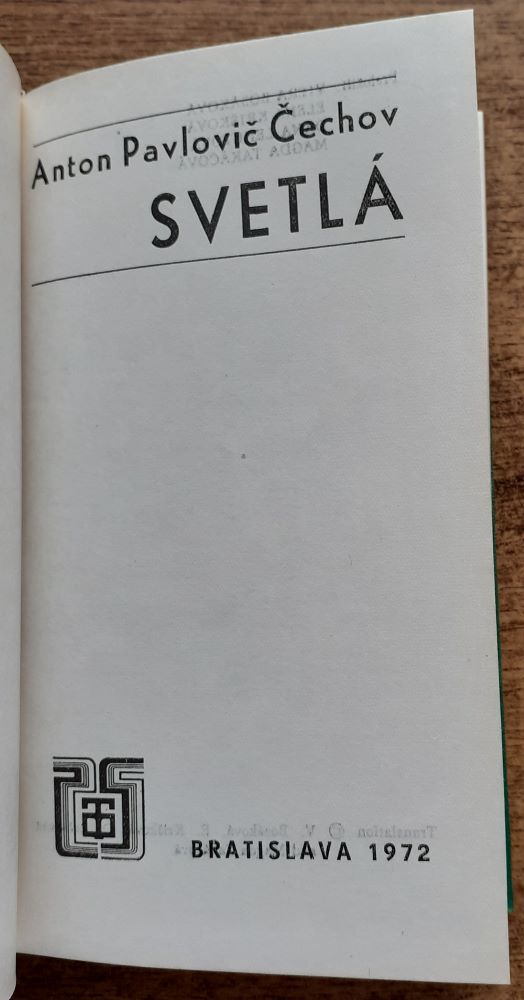 Anton Pavlovič Čechov
SVETLÁ
BRATISLAVA 1972